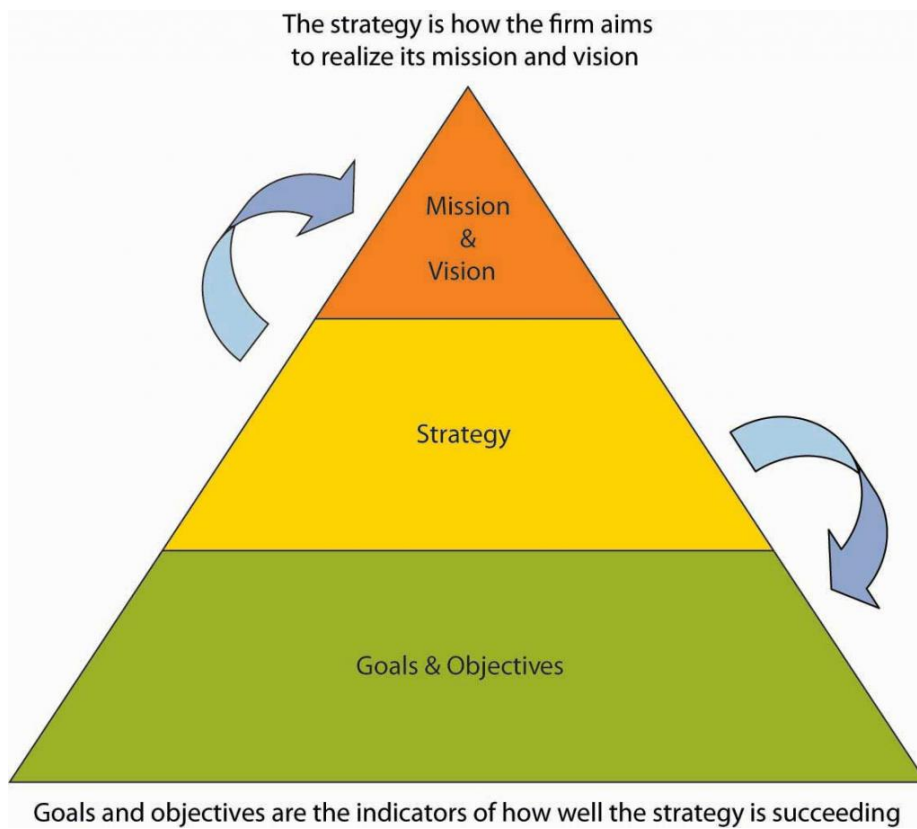 The strategy is how the firm aims
to realize its mission and vision
Mission
&
Vision
Strategy
Goals & Objectives
Goals and objectives are the indicators of how well the strategy is succeeding